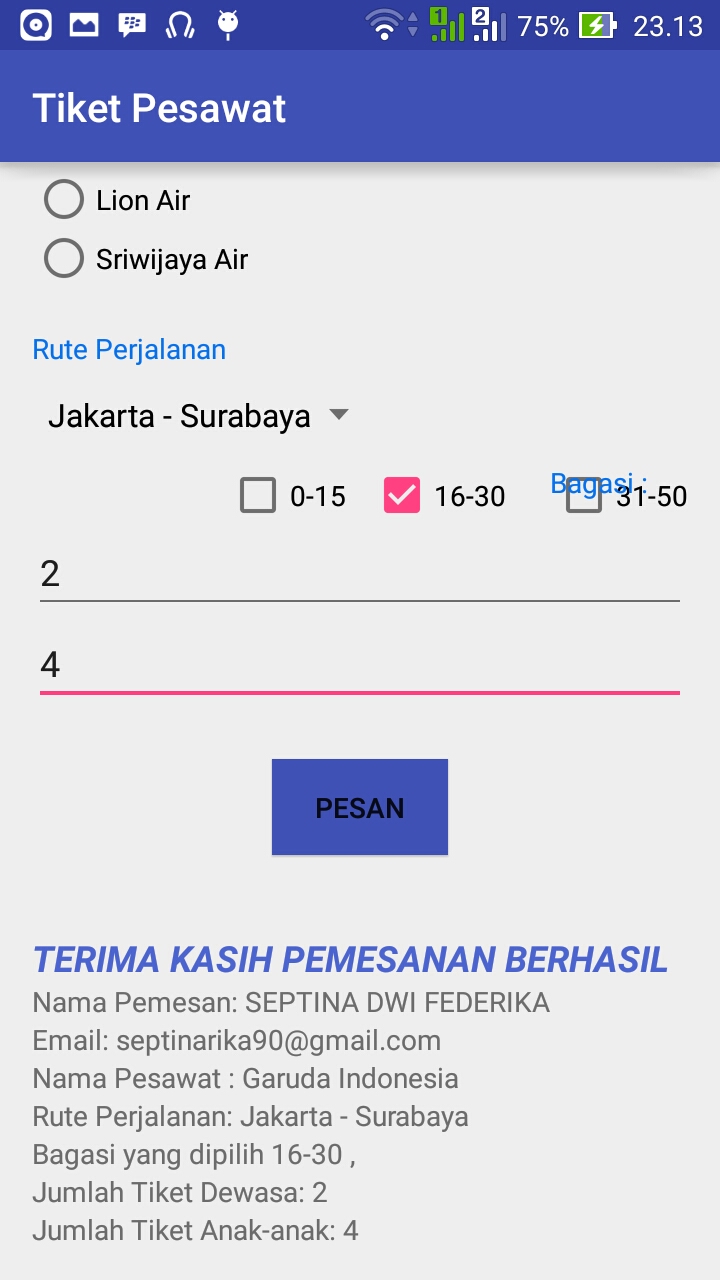 75% 23.13
Tiket Pesawat
Lion Air
Sriwijaya Air
Rute Perjalanan
Jakarta - Surabaya
Bagasi :
0-15 16-30 31-50
2
4
PESAN
TERIMA KASIH PEMESANAN BERHASIL
Nama Pemesan: SEPTINA DWI FEDERIKA
Email: septinarika90@gmail.com
Nama Pesawat : Garuda Indonesia
Rute Perjalanan: Jakarta - Surabaya
Bagasi yang dipilih 16-30 ,
Jumlah Tiket Dewasa: 2
Jumlah Tiket Anak-anak: 4